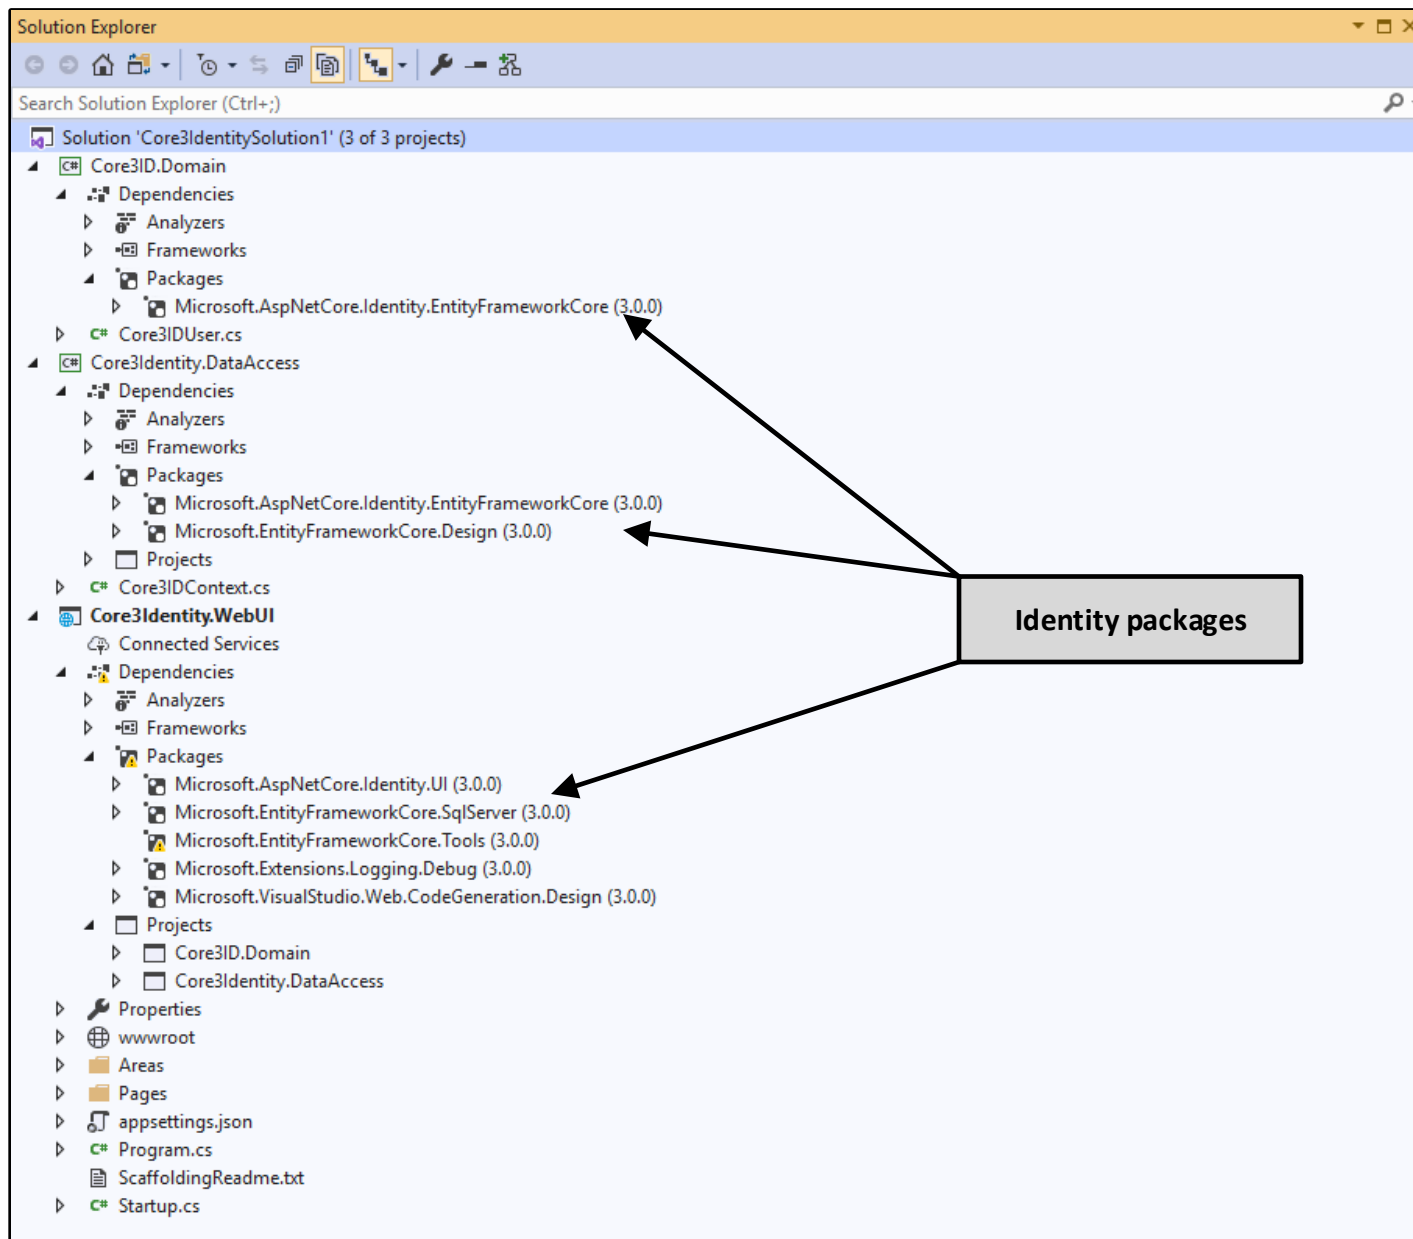 Solution Explorer
Search Solution Explorer (Ctrl+;)
Solution 'Core3IdentitySolution1' (3 of 3 projects)
C# Core3ID.Domain
Dependencies
Analyzers
Frameworks
Packages
Microsoft.AspNetCore.Identity.EntityFrameworkCore (3.0.0)
C# Core3IDUser.cs
C# Core3Identity.DataAccess
Dependencies
Analyzers
Frameworks
Packages
Microsoft.AspNetCore.Identity.EntityFrameworkCore (3.0.0)
Microsoft.EntityFrameworkCore.Design (3.0.0)
Projects
C# Core3IDContext.cs
Core3Identity.WebUI
Identity packages
Connected Services
Dependencies
Analyzers
Frameworks
Packages
Microsoft.AspNetCore.Identity.UI (3.0.0)
Microsoft.EntityFrameworkCore.SqlServer (3.0.0)
Microsoft.EntityFrameworkCore.Tools (3.0.0)
Microsoft.Extensions.Logging.Debug (3.0.0)
Microsoft.VisualStudio.Web.CodeGeneration.Design (3.0.0)
Projects
Core3ID.Domain
Core3Identity.DataAccess
Properties
wwwroot
Areas
Pages
appsettings.json
C# Program.cs
ScaffoldingReadme.txt
C# Startup.cs